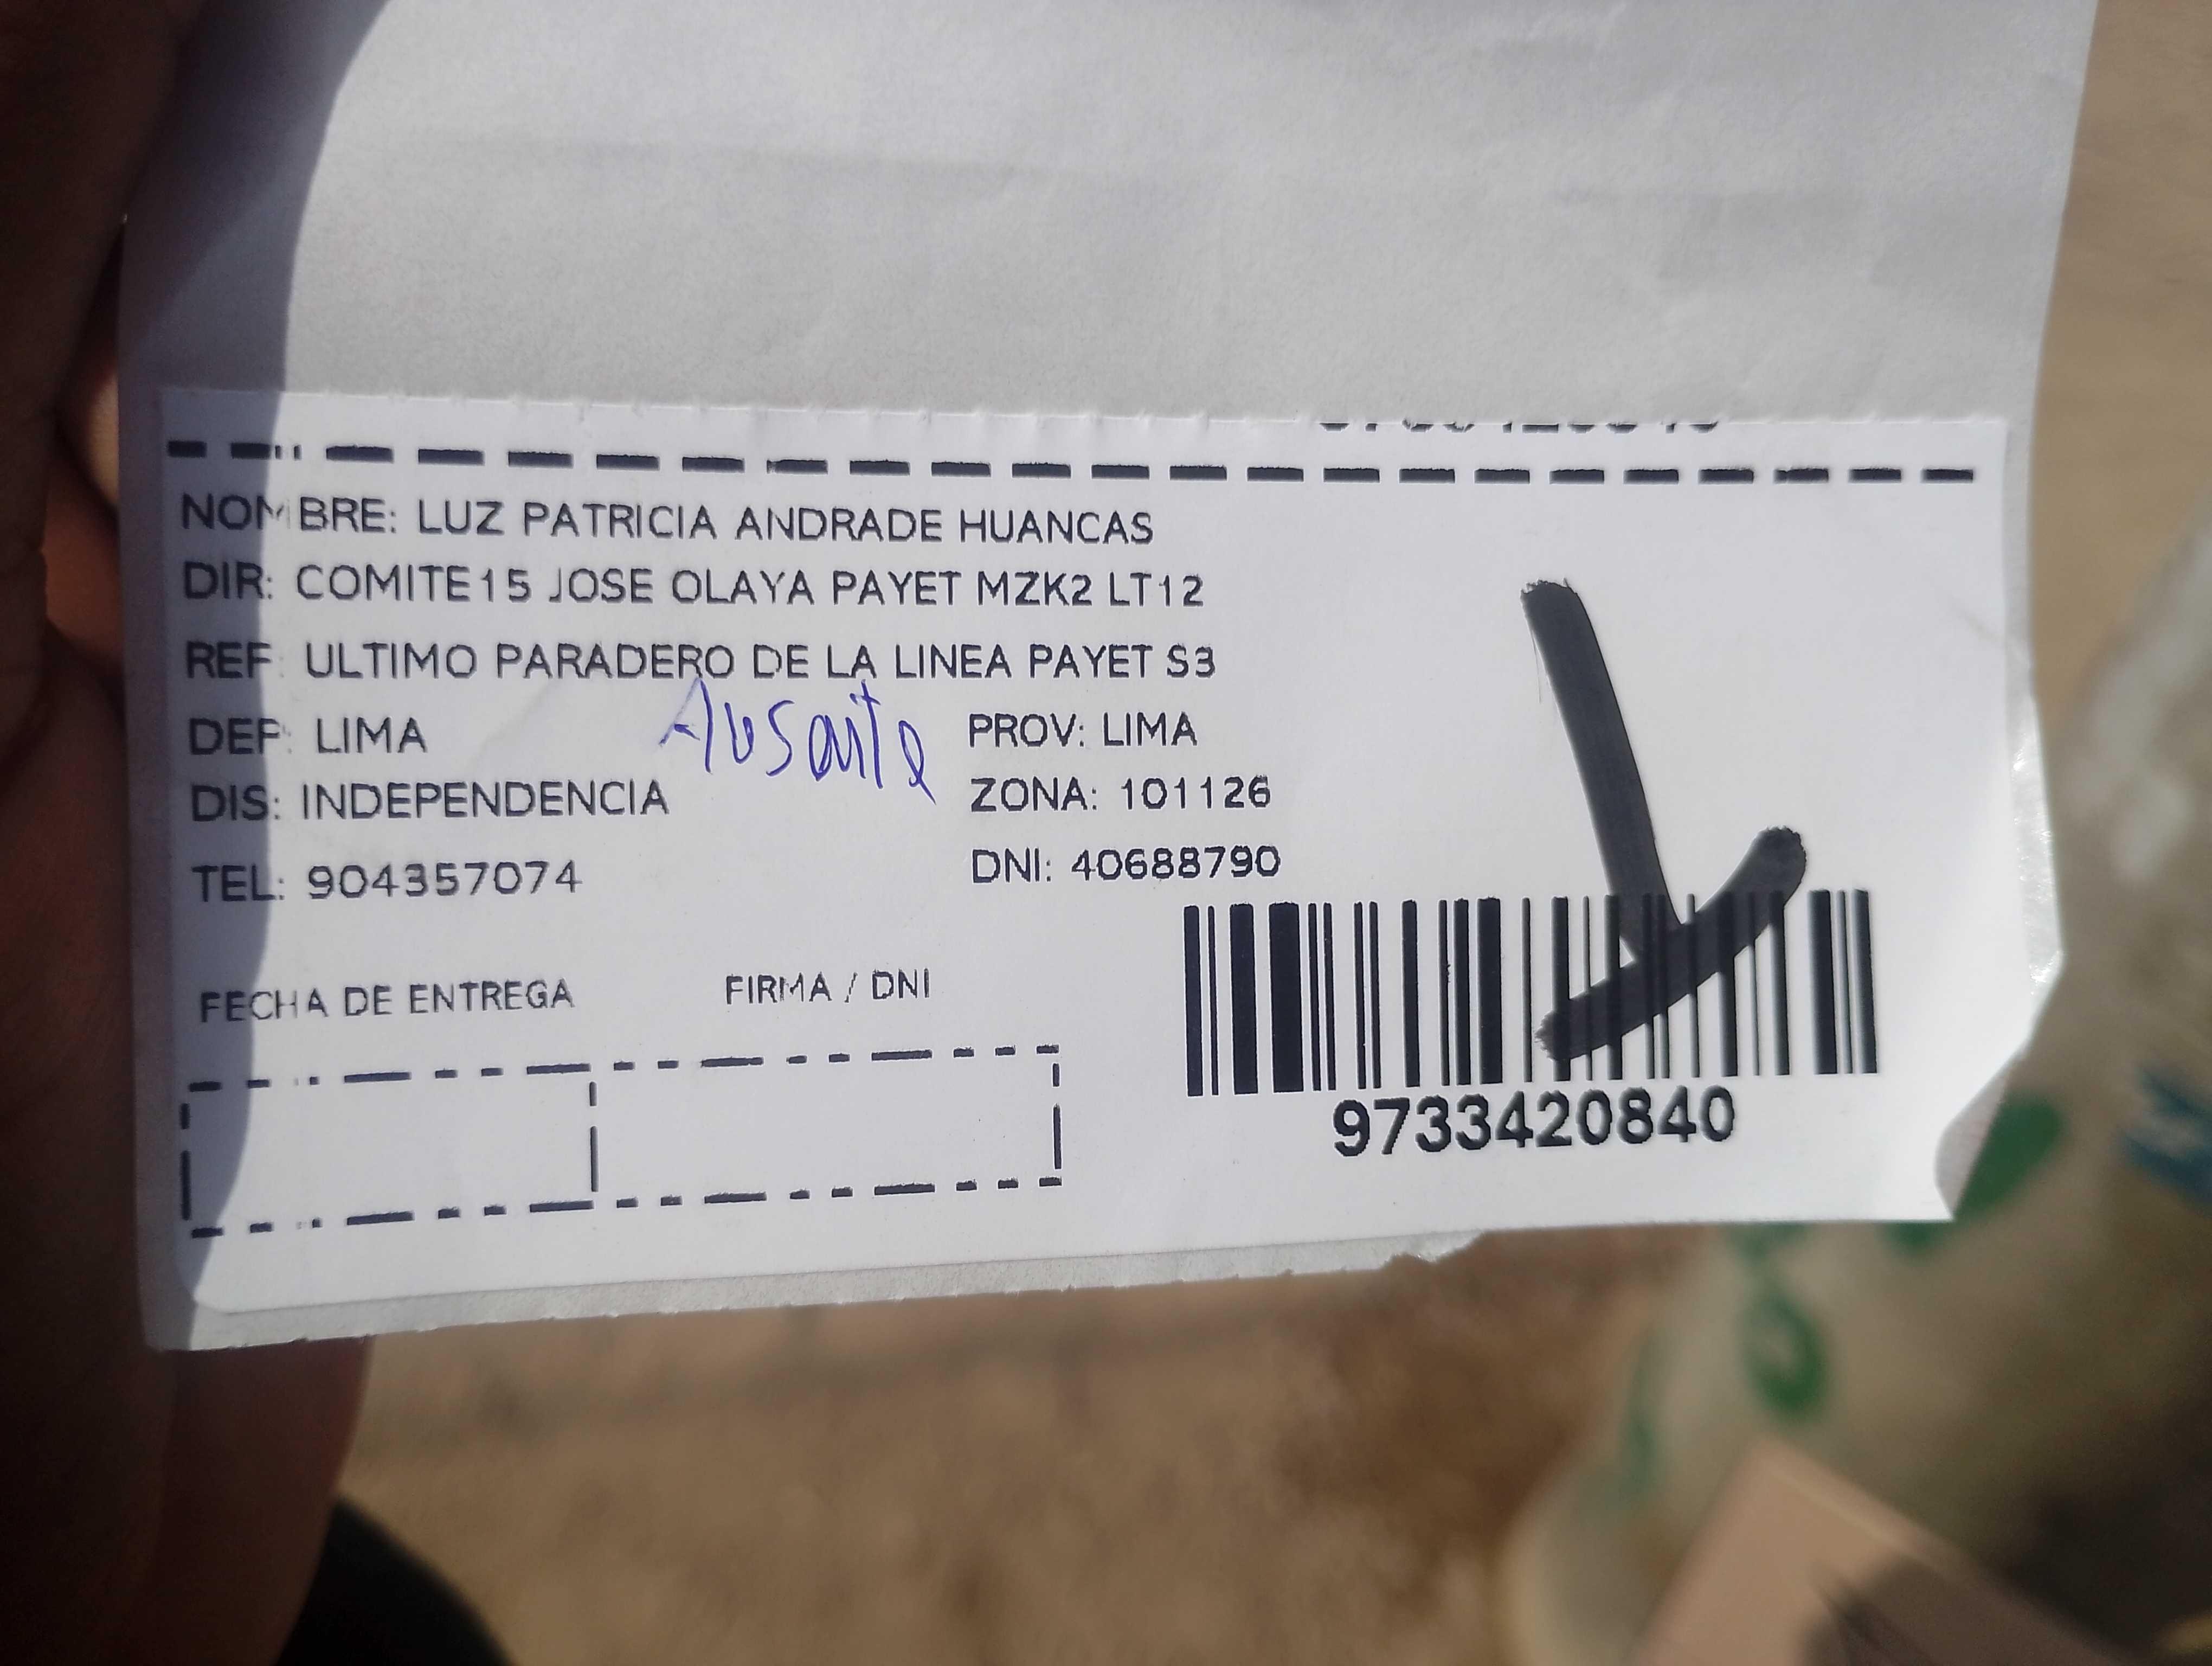 NOMBRE: LUZ PATRICIA ANDRADE HUANCAS
DIR: COMITE15 JOSE OLAYA PAYET MZK2 LT12
REF: ULTIMO PARADERO DE LA LINEA PAYET S3
Ausente
DEP: LIMA PROV: LIMA
DIS: INDEPENDENCIA ZONA: 101126
TEL: 904357074 DNI: 40688790
FECHA DE ENTREGA FIRMA / DNI
9733420840